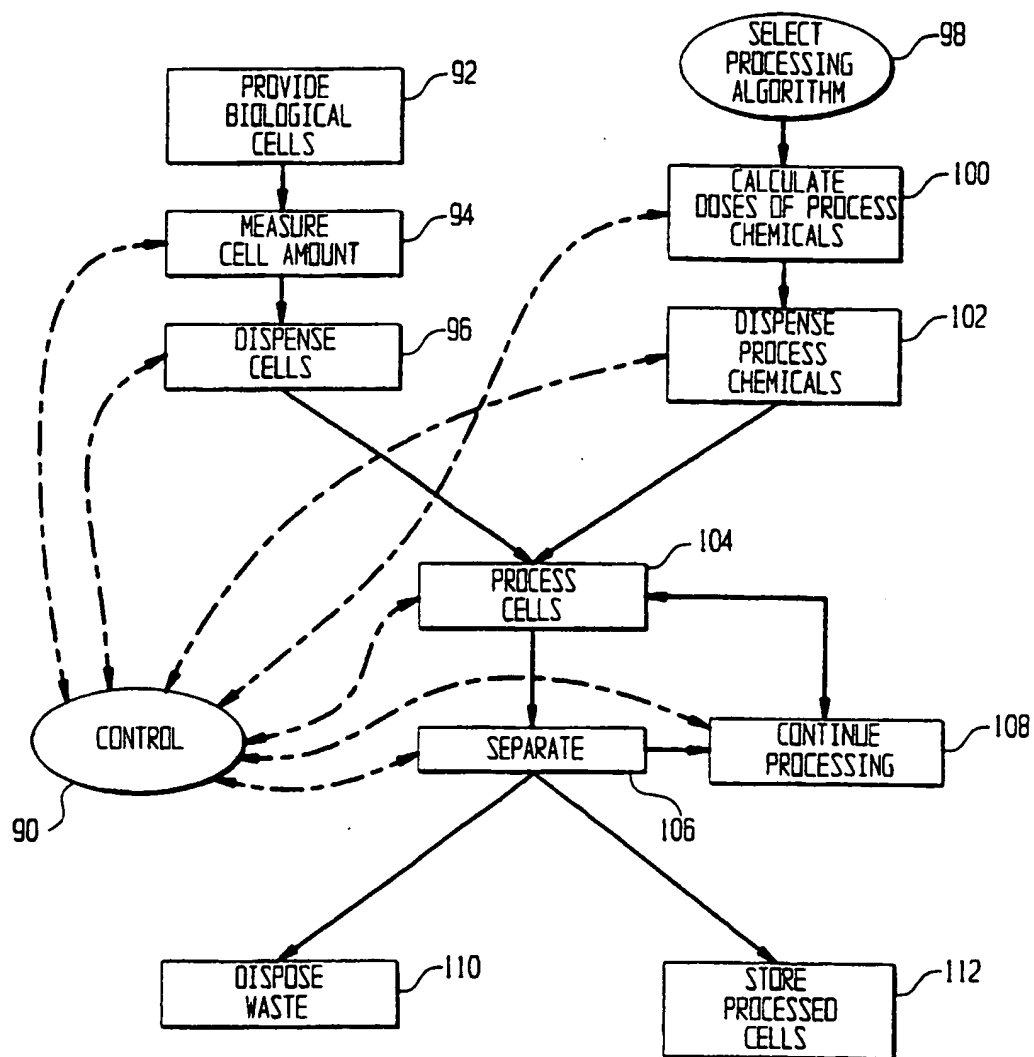 SELECT
PROCESSING
ALGORITHM
98
PROVIDE
BIOLOGICAL
CELLS
92
CALCULATE
DOSES OF PROCESS
CHEMICALS
100
MEASURE
CELL AMOUNT
94
DISPENSE
CELLS
96
DISPENSE
PROCESS
CHEMICALS
102
PROCESS
CELLS
104
CONTROL
90
SEPARATE
106
CONTINUE
PROCESSING
108
DISPOSE
WASTE
110
STORE
PROCESSED
CELLS
112